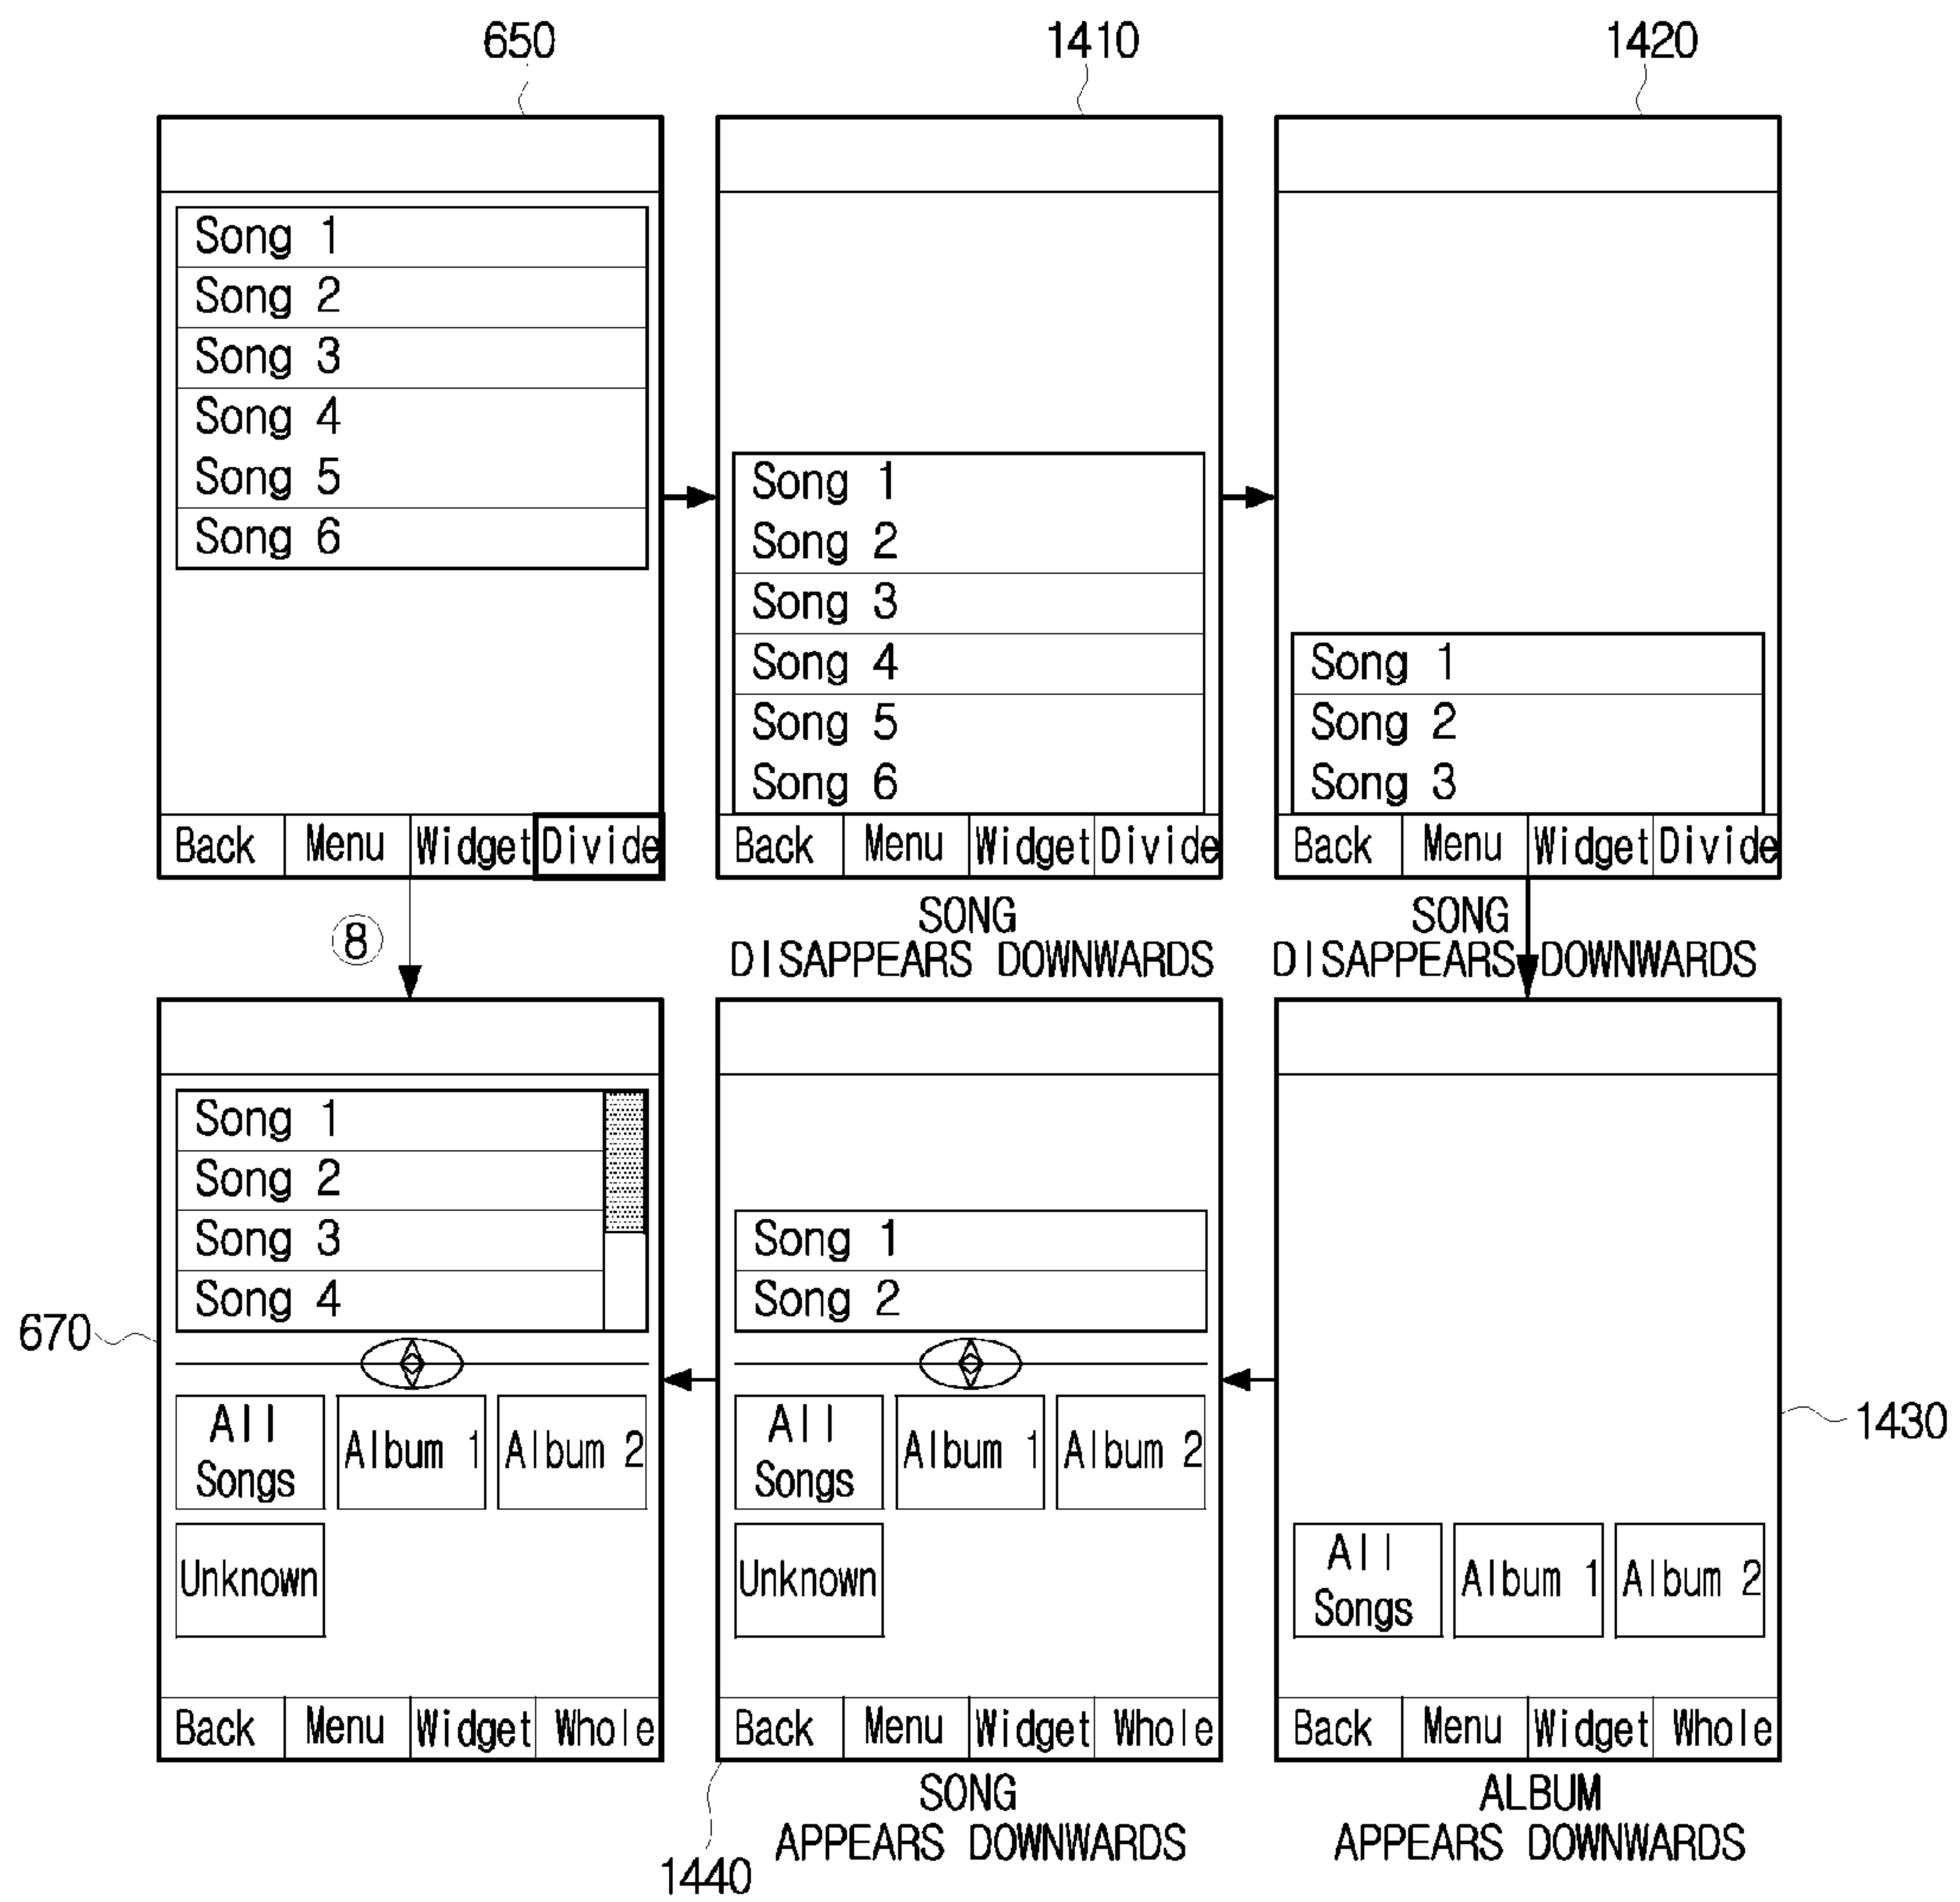 650
1410
1420
Song 1
Song 2
Song 3
Song 4
Song 5
Song 6
Back Menu Widget Divide
Song 1
Song 2
Song 3
Song 4
Song 5
Song 6
Back Menu Widget Divide
SONG
DISAPPEARS DOWNWARDS
Song 1
Song 2
Song 3
Back Menu Widget Divide
SONG
DISAPPEARS DOWNWARDS
8
670
Song 1
Song 2
Song 3
Song 4
All
Songs
Album 1
Album 2
Unknown
Back Menu Widget Whole
Song 1
Song 2
All
Songs
Album 1
Album 2
Unknown
Back Menu Widget Whole
SONG
APPEARS DOWNWARDS
1440
1430
All
Songs
Album 1
Album 2
Back Menu Widget Whole
ALBUM
APPEARS DOWNWARDS